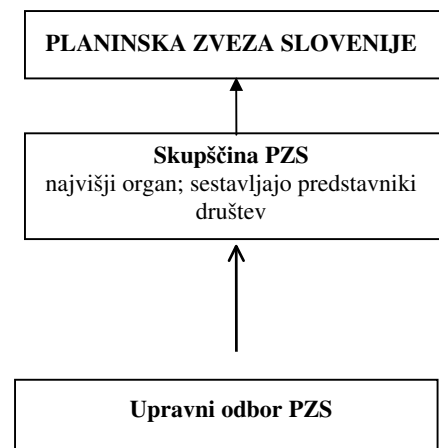 PLANINSKA ZVEZA SLOVENIJE
Skupščina PZS
najvišji organ; sestavljajo predstavniki
društev
Upravni odbor PZS